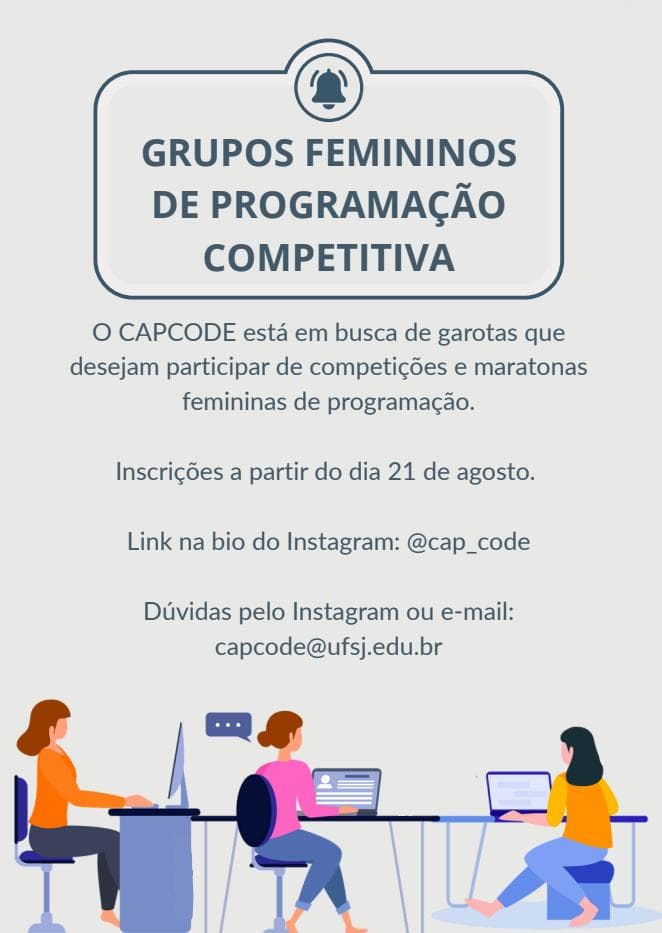 GRUPOS FEMININOS
DE PROGRAMAÇÃO
COMPETITIVA
O CAPCODE está em busca de garotas que
desejam participar de competições e maratonas
femininas de programação.
Inscrições a partir do dia 21 de agosto.
Link na bio do Instagram: @cap_code
Dúvidas pelo Instagram ou e-mail:
capcode@ufsj.edu.br